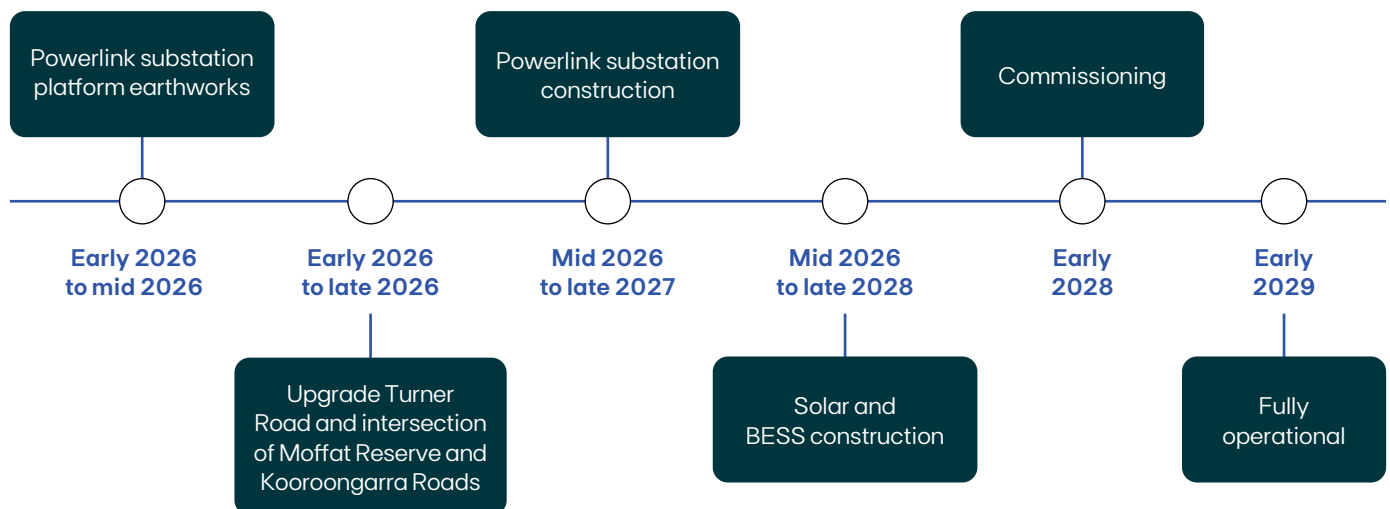 Powerlink substation
platform earthworks
Powerlink substation
construction
Commissioning
Early 2026
to mid 2026
Early 2026
to late 2026
Mid 2026
to late 2027
Mid 2026
to late 2028
Early
2028
Early
2029
Upgrade Turner
Road and intersection
of Moffat Reserve and
Kooroongarra Roads
Solar and
BESS construction
Fully
operational